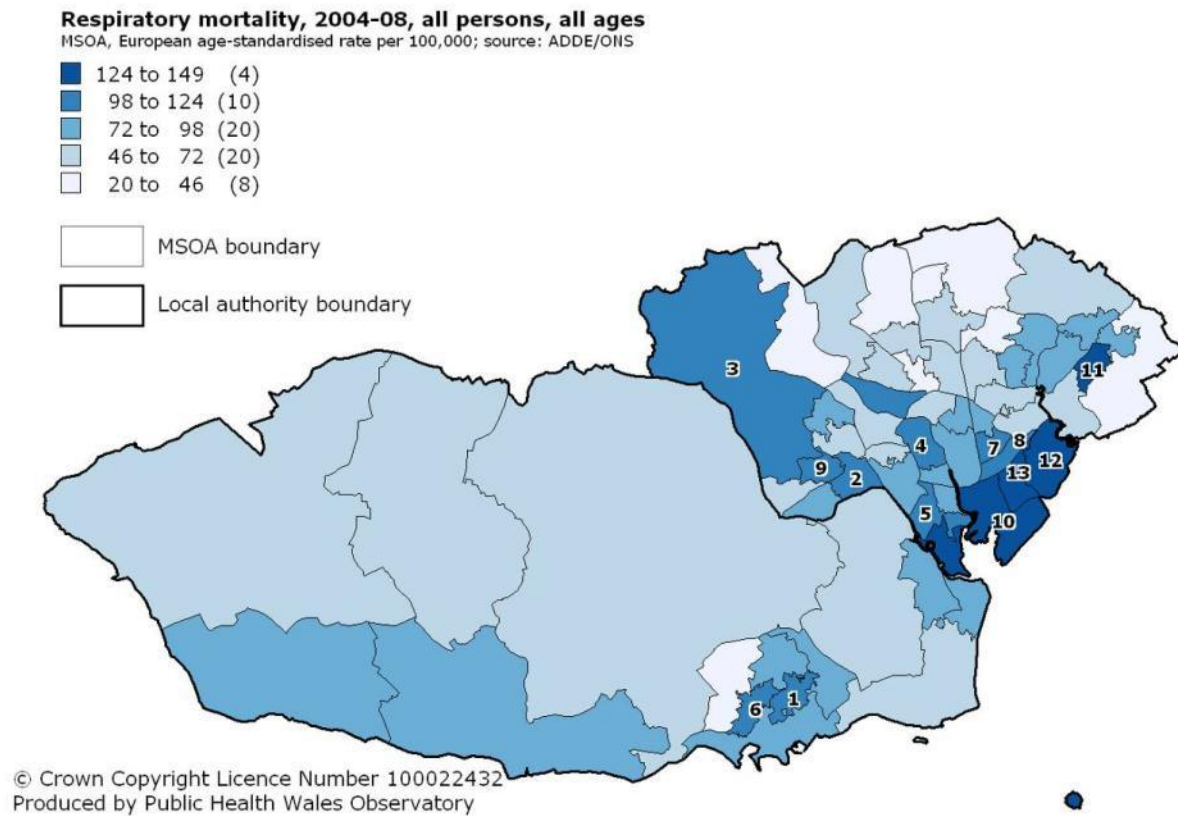 Respiratory mortality, 2004-08, all persons, all ages
MSOA, European age-standardised rate per 100,000; source: ADDE/ONS
124 to 149 (4)
98 to 124 (10)
72 to 98 (20)
46 to 72 (20)
20 to 46 (8)
MSOA boundary
Local authority boundary
3
11
4
7
8
12
9
2
13
5
10
6
1
© Crown Copyright Licence Number 100022432
Produced by Public Health Wales Observatory